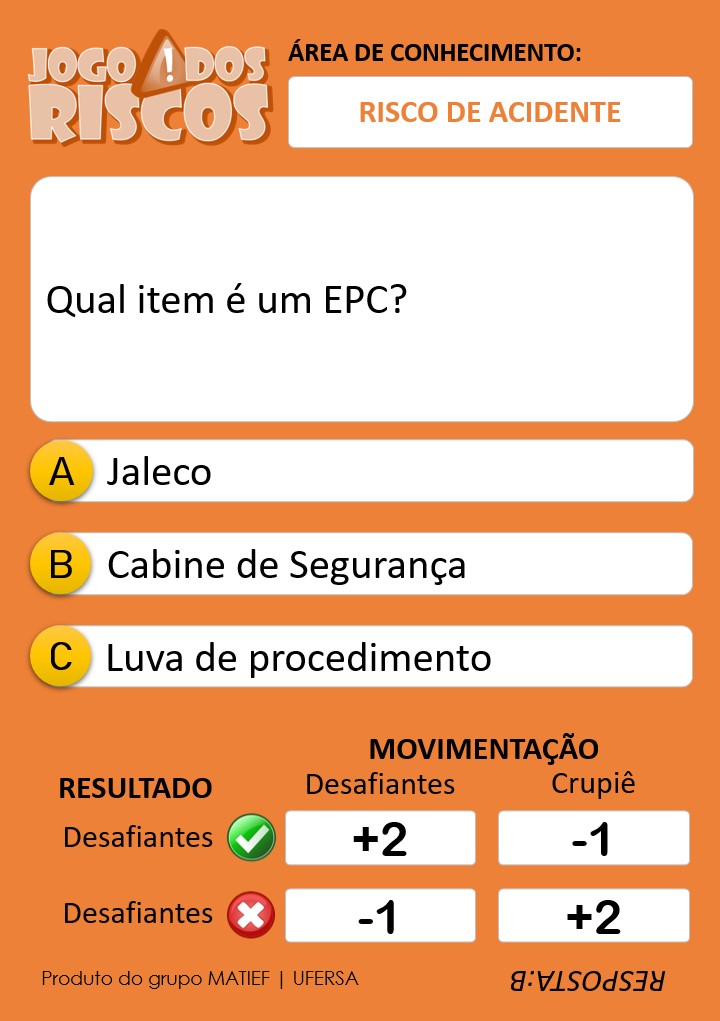 JOGO DOS
RISCOS
ÁREA DE CONHECIMENTO:
RISCO DE ACIDENTE
Qual item é um EPC?
A Jaleco
B Cabine de Segurança
C Luva de procedimento
MOVIMENTAÇÃO
RESULTADO Desafiantes Crupiê
Desafiantes +2 -1
Desafiantes -1 +2
Produto do grupo MATIEF | UFERSA
RESPOSTA:B